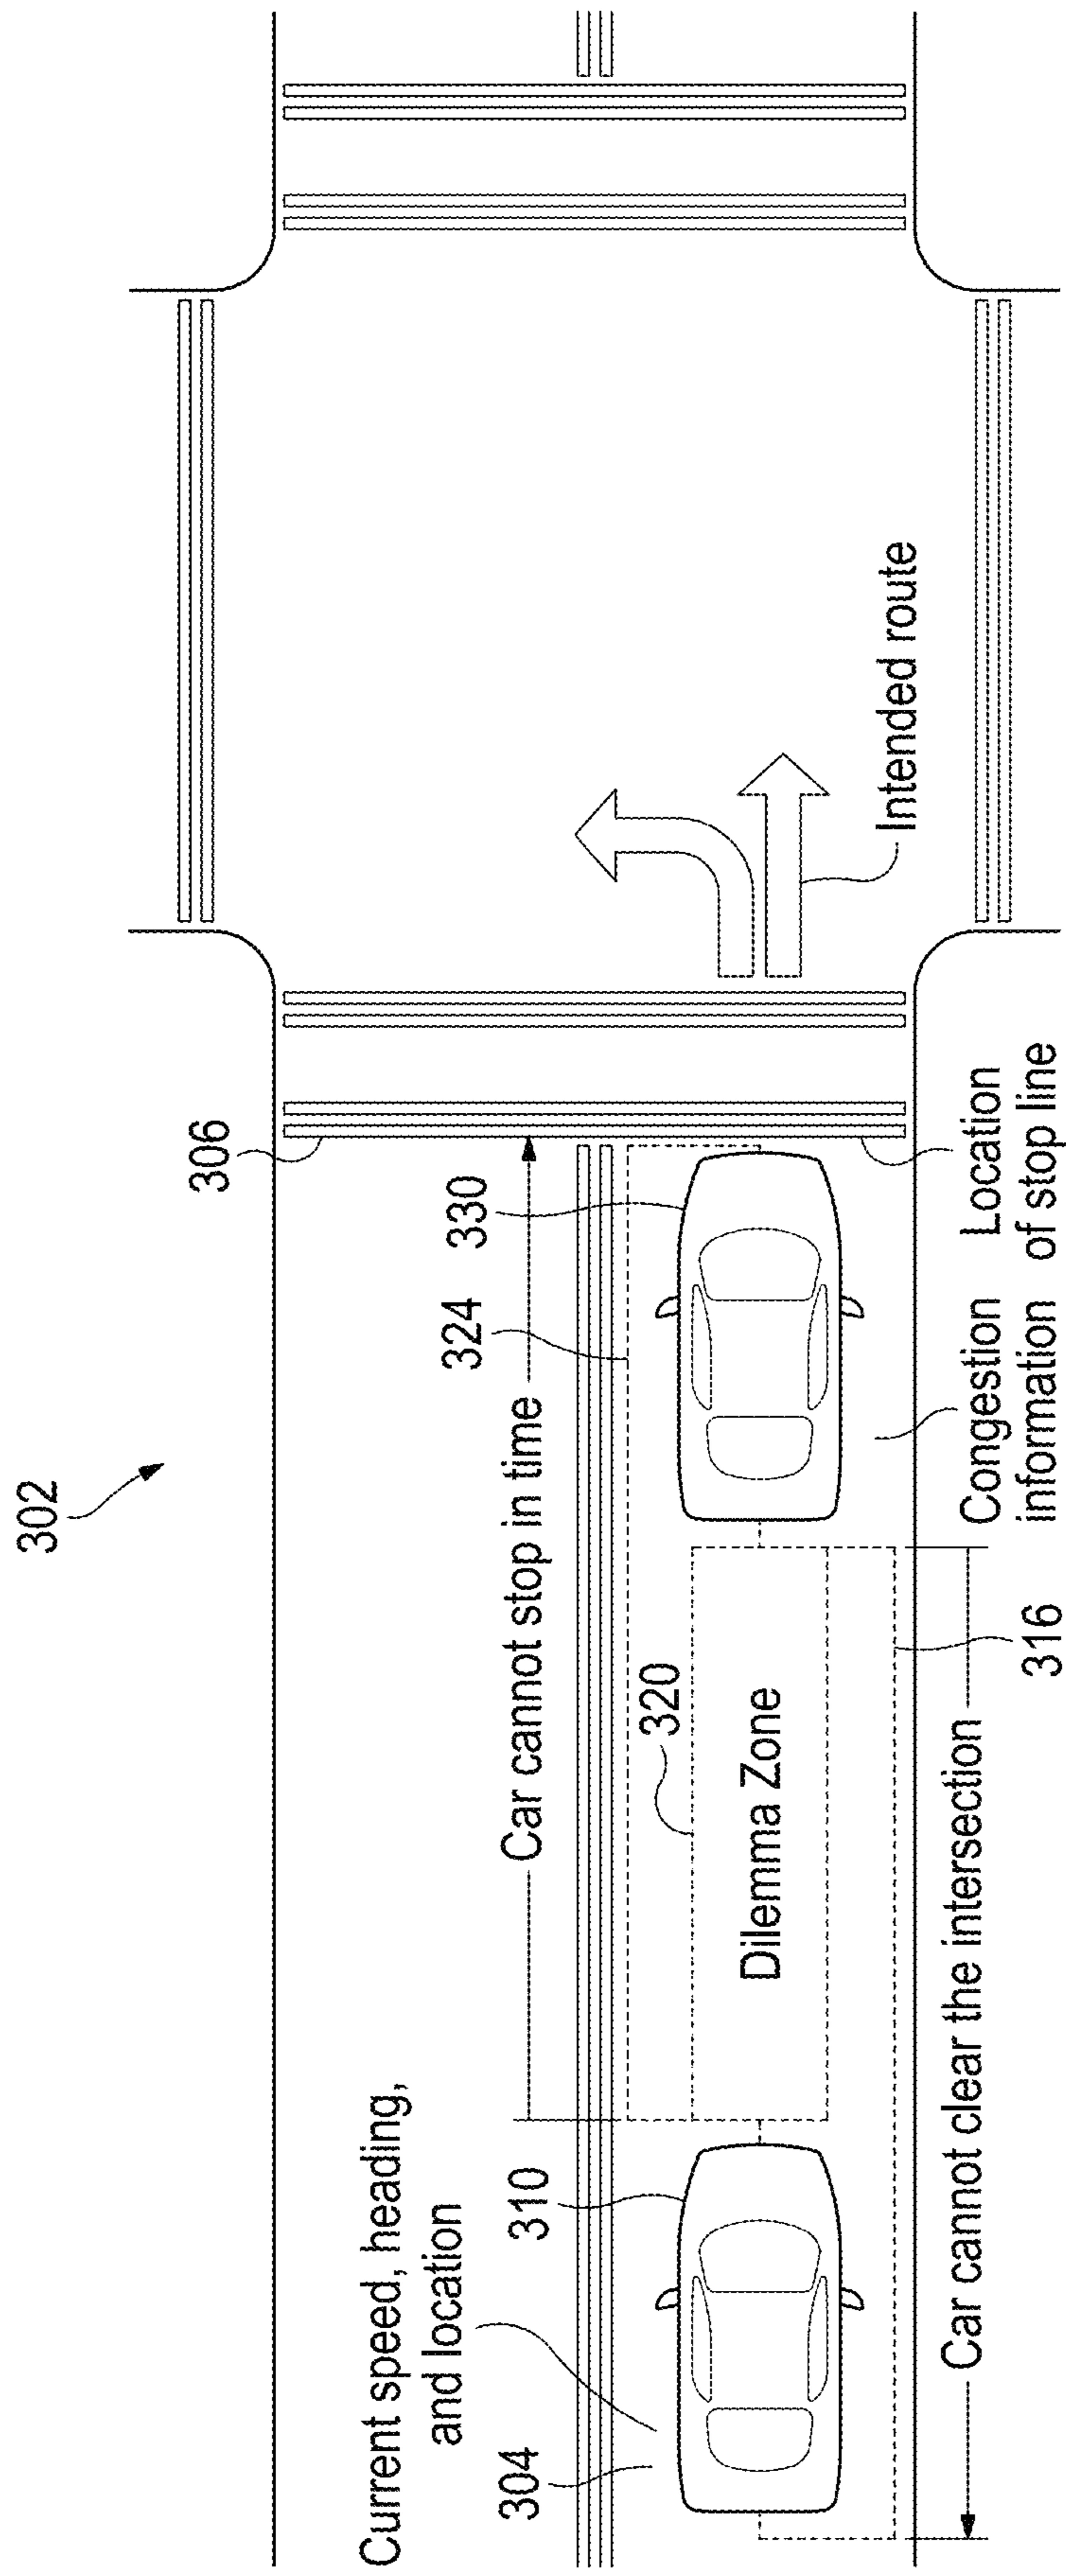 302
306
330
324
Car cannot stop in time
Current speed, heading,
and location
310
304
320
Dilemma Zone
Intended route
Location
of stop line
Congestion
information
316
Car cannot clear the intersection